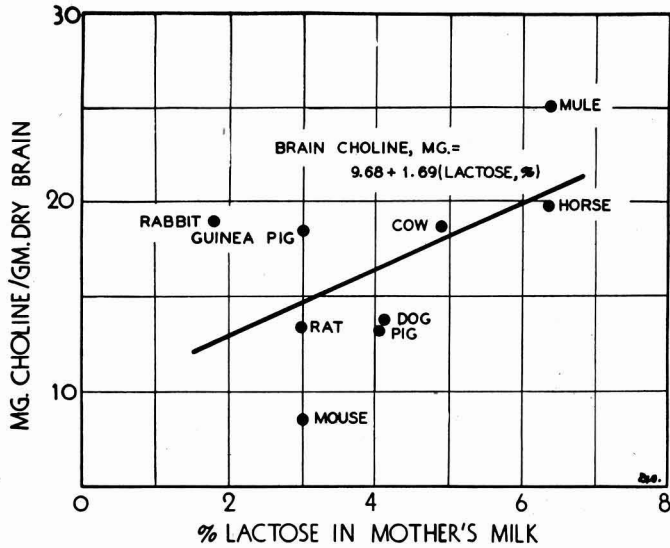 30
MULE
BRAIN CHOLINE, MG.=
9.68 + 1.69(LACTOSE,%)
20
RABBIT
GUINEA PIG
COW
HORSE
DOG
RAT
PIG
10
MOUSE
MG. CHOLINE/GM. DRY BRAIN
0 2 4 6 8
% LACTOSE IN MOTHER'S MILK